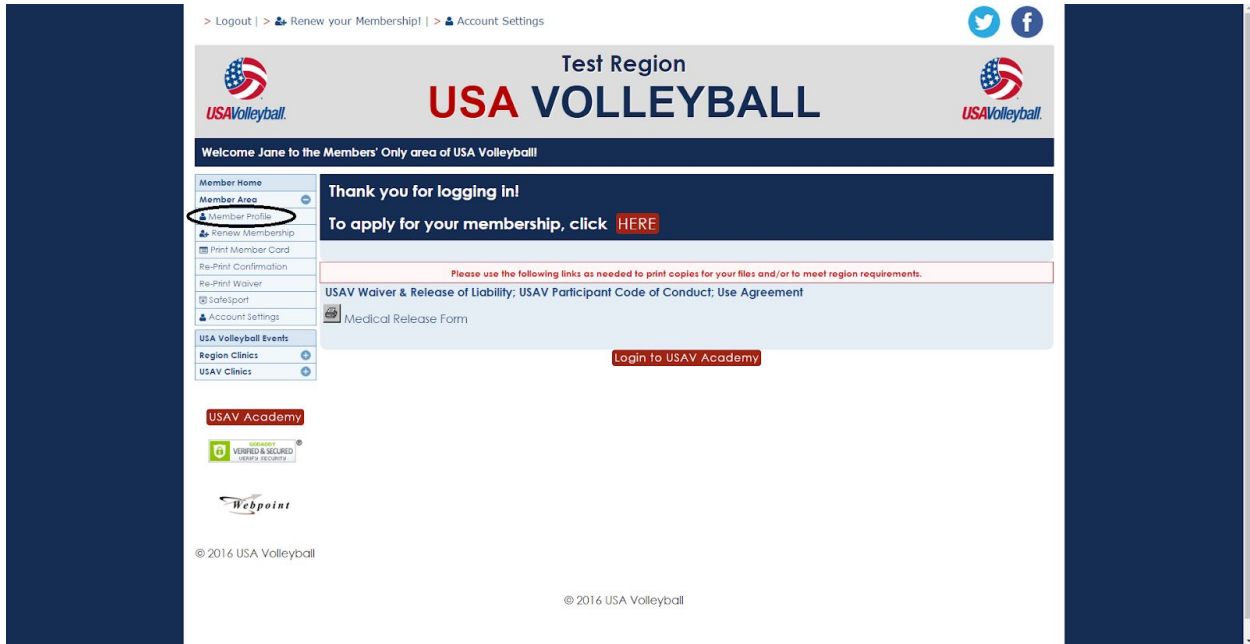 > Logout | > Renew your Membership! | > Account Settings
Test Region
USA VOLLEYBALL
USAVolleyball.
USAVolleyball.
Welcome Jane to the Members' Only area of USA Volleyball!
Member Home
Member Area
Member Profile
Renew Membership
Print Member Card
Re-Print Confirmation
Re-Print Waiver
SafeSport
Account Settings
USA Volleyball Events
Region Clinics
USAV Clinics
Thank you for logging in!
To apply for your membership, click HERE
Please use the following links as needed to print copies for your files and/or to meet region requirements.
USAV Waiver & Release of Liability; USAV Participant Code of Conduct; Use Agreement
Medical Release Form
Login to USAV Academy
USAV Academy
GODADDY
VERIFIED & SECURED
VERIFY SECURITY
Webpoint
© 2016 USA Volleyball
© 2016 USA Volleyball